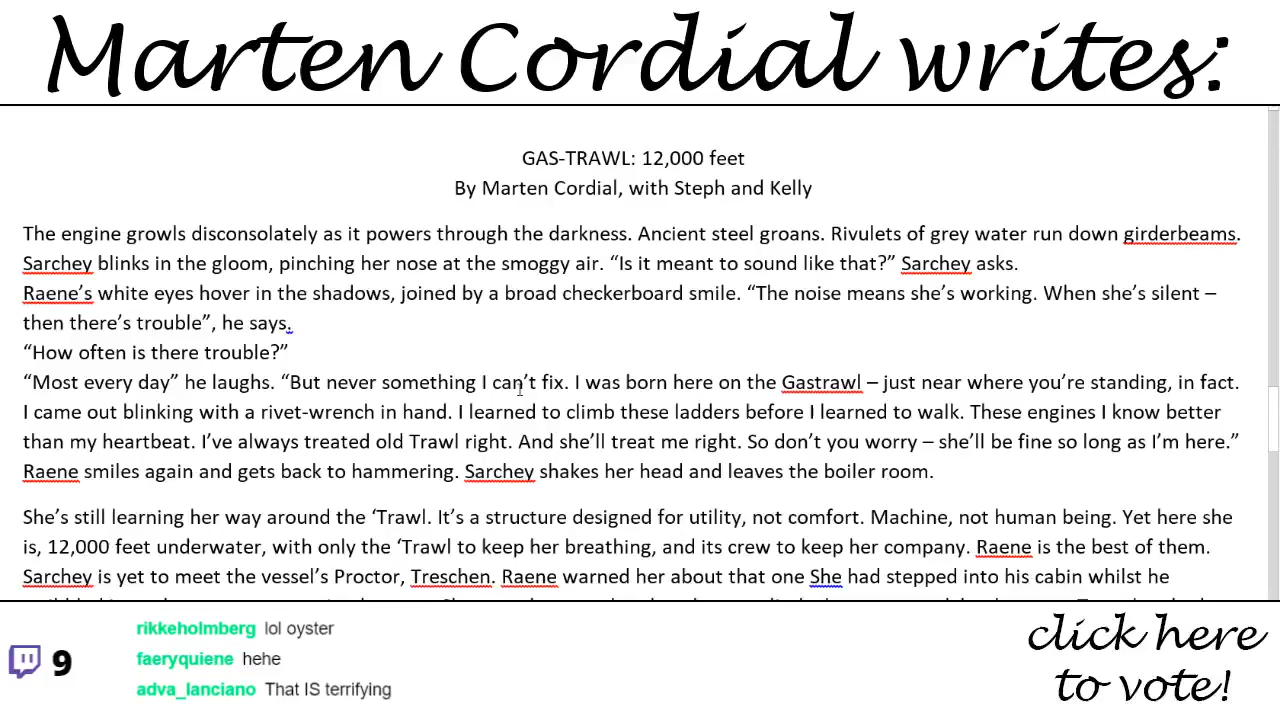 Marten Cordial writes:
GAS-TRAWL: 12,000 feet
By Marten Cordial, with Steph and Kelly
The engine growls disconsolately as it powers through the darkness. Ancient steel groans. Rivulets of grey water run down girderbeams.
Sarchey blinks in the gloom, pinching her nose at the smoggy air. “Is it meant to sound like that?” Sarchey asks.
Raene’s white eyes hover in the shadows, joined by a broad checkerboard smile. “The noise means she’s working. When she’s silent –
then there’s trouble”, he says.
“How often is there trouble?”
“Most every day” he laughs. “But never something I can’t fix. I was born here on the Gastrawl – just near where you’re standing, in fact.
I came out blinking with a rivet-wrench in hand. I learned to climb these ladders before I learned to walk. These engines I know better
than my heartbeat. I’ve always treated old Trawl right. And she’ll treat me right. So don’t you worry – she’ll be fine so long as I’m here.”
Raene smiles again and gets back to hammering. Sarchey shakes her head and leaves the boiler room.
She’s still learning her way around the ‘Trawl. It’s a structure designed for utility, not comfort. Machine, not human being. Yet here she
is, 12,000 feet underwater, with only the ‘Trawl to keep her breathing, and its crew to keep her company. Raene is the best of them.
Sarchey is yet to meet the vessel’s Proctor, Treschen. Raene warned her about that one She had stepped into his cabin whilst he
rikkeholmberg lol oyster
faeryquiene hehe
adva_lanciano That IS terrifying
9
click here
to vote!